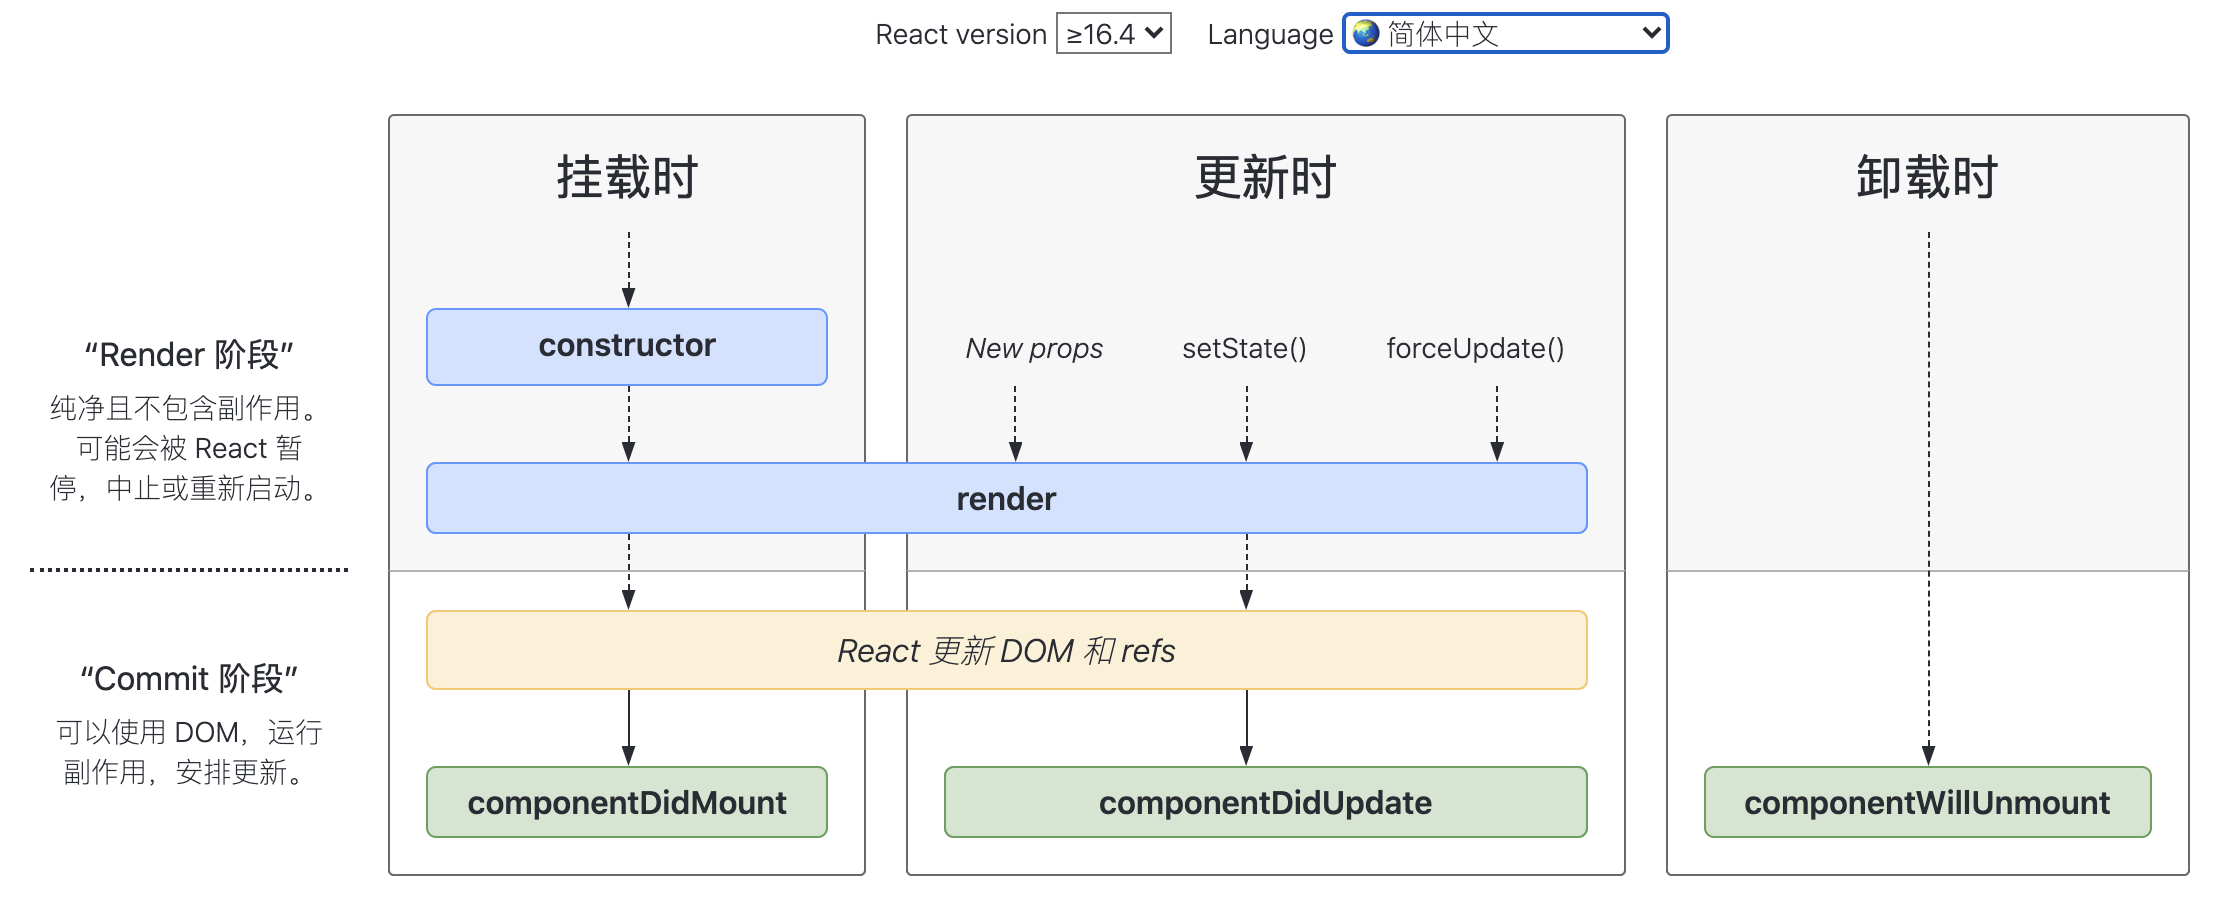 React version ≥16.4 Language 🌏 简体中文
挂载时
更新时
卸载时
“Render 阶段”
纯净且不包含副作用。
可能会被 React 暂
停，中止或重新启动。
constructor
New props
setState()
forceUpdate()
render
“Commit 阶段”
可以使用 DOM，运行
副作用，安排更新。
React 更新 DOM 和 refs
componentDidMount
componentDidUpdate
componentWillUnmount